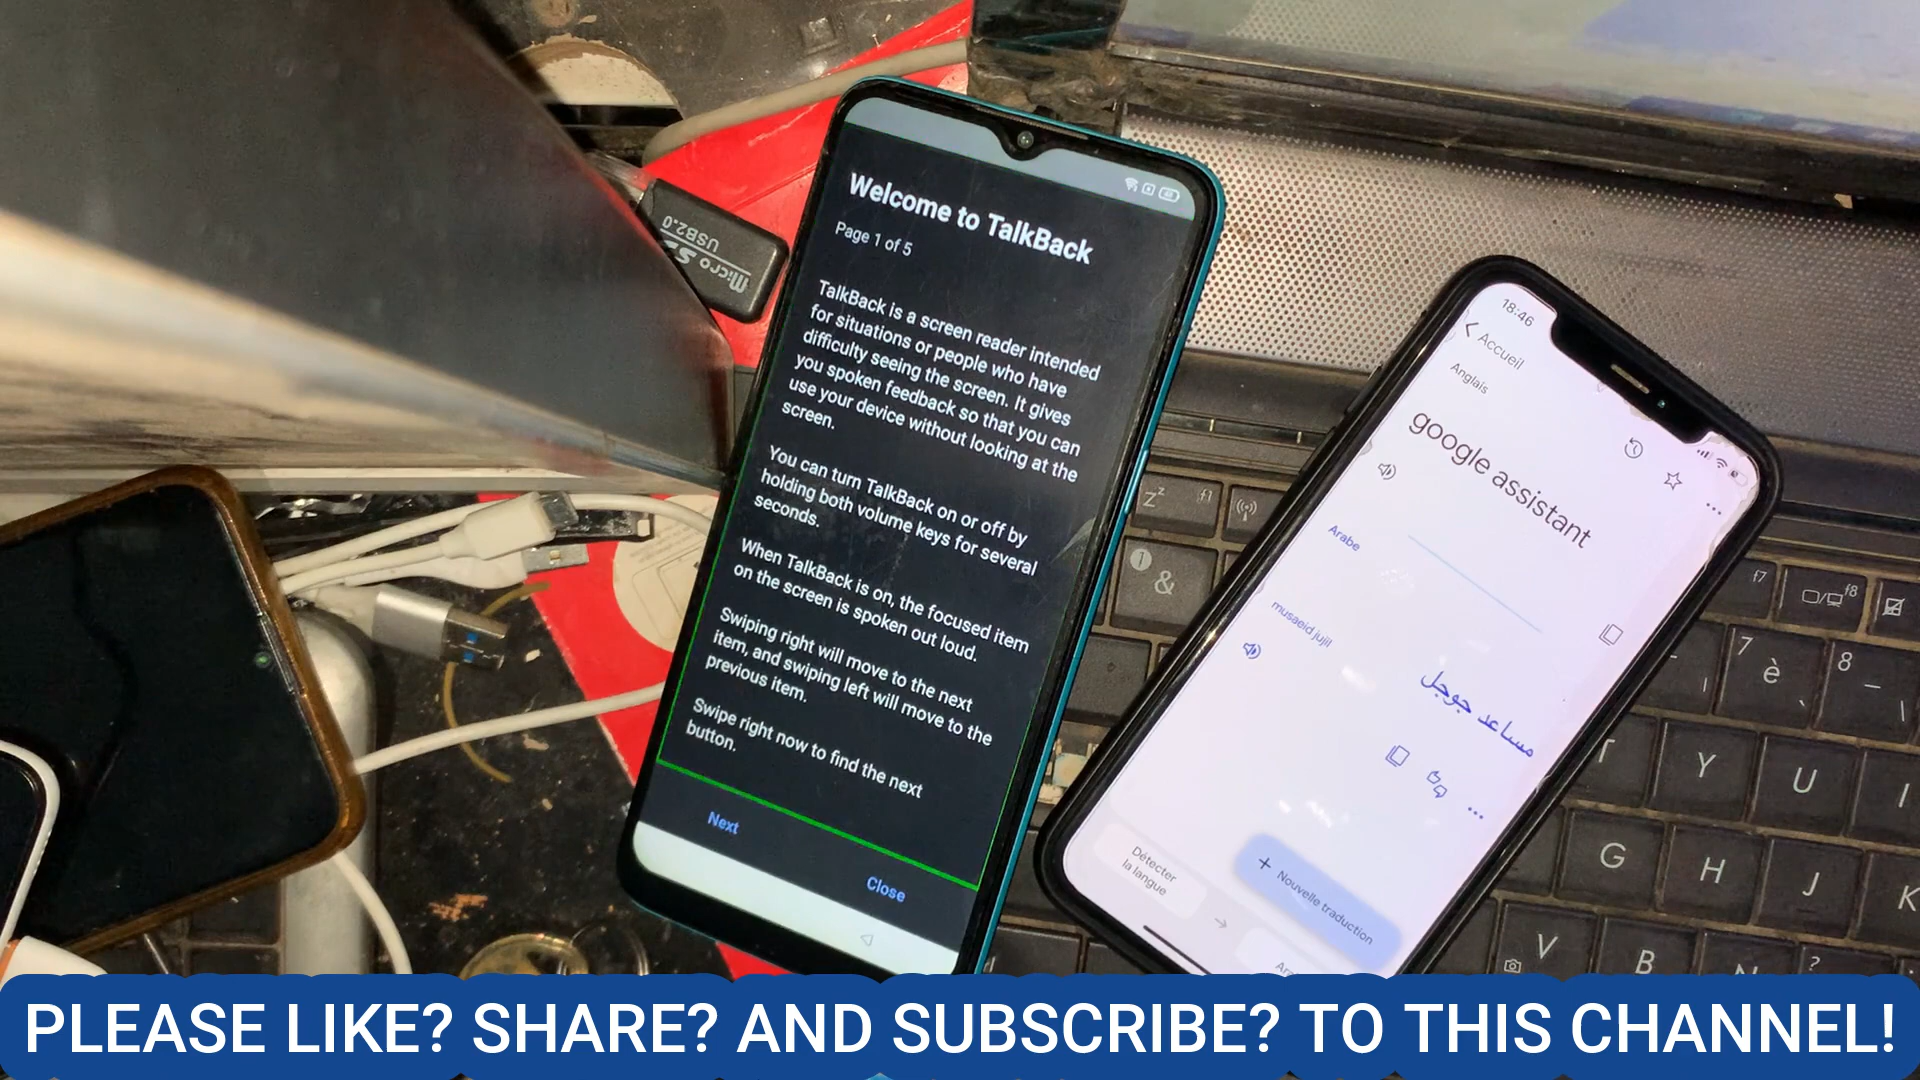 Welcome to TalkBack
Page 1 of 5
TalkBack is a screen reader intended
for situations or people who have
difficulty seeing the screen. It gives
you spoken feedback so that you can
use your device without looking at the
screen.
You can turn TalkBack on or off by
holding both volume keys for several
seconds.
When TalkBack is on, the focused item
on the screen is spoken out loud.
Swiping right will move to the next
item, and swiping left will move to the
previous item.
Swipe right now to find the next
button.
Next
Close
Micro SD
USB2.0
18:46
Accueil
Anglais
google assistant
Arabe
musaeid jujil
مساعد جوجل
Détecter
la langue
Nouvelle traduction
z
f1
&
f7
f8
7
è
8
_
T
Y
U
I
G
H
J
K
V
B
N
?
PLEASE LIKE? SHARE? AND SUBSCRIBE? TO THIS CHANNEL!